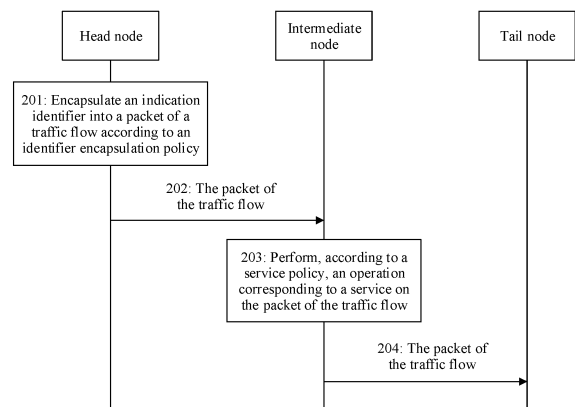 Head node
Intermediate
node
Tail node
201: Encapsulate an indication
identifier into a packet of a
traffic flow according to an
identifier encapsulation policy
202: The packet of
the traffic flow
203: Perform, according to a
service policy, an operation
corresponding to a service on
the packet of the traffic flow
204: The packet of
the traffic flow